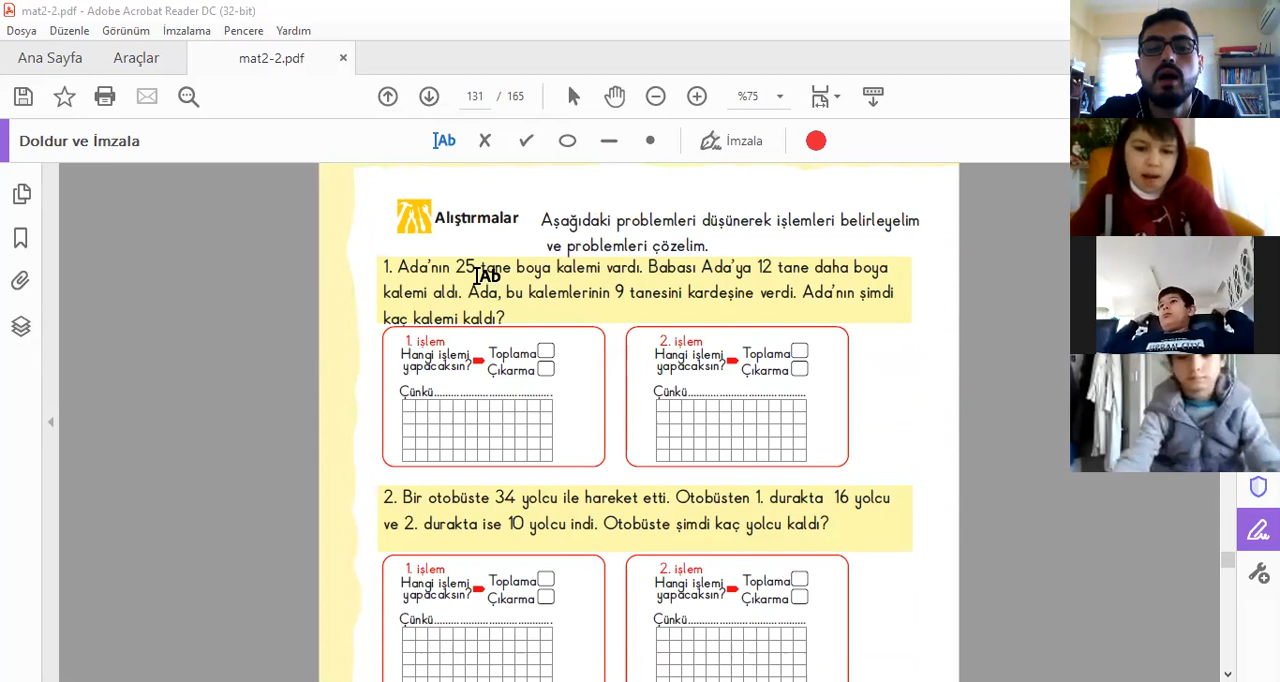 mat2-2.pdf - Adobe Acrobat Reader DC (32-bit)
Dosya Düzenle Görünüm İmzalama Pencere Yardım
Ana Sayfa Araçlar mat2-2.pdf ×
131 / 165 %75
Doldur ve İmzala Ab İmzala
Alıştırmalar Aşağıdaki problemleri düşünerek işlemleri belirleyelim
ve problemleri çözelim.
1. Ada'nın 25 tane boya kalemi vardı. Babası Ada'ya 12 tane daha boya
Ab
kalemi aldı. Ada, bu kalemlerinin 9 tanesini kardeşine verdi. Ada'nın şimdi
kaç kalemi kaldı?
1. işlem
Hangi işlemi yapacaksın? Toplama
Çıkarma
Çünkü........................................
2. işlem
Hangi işlemi yapacaksın? Toplama
Çıkarma
Çünkü........................................
2. Bir otobüste 34 yolcu ile hareket etti. Otobüsten 1. durakta 16 yolcu
ve 2. durakta ise 10 yolcu indi. Otobüste şimdi kaç yolcu kaldı?
1. işlem
Hangi işlemi yapacaksın? Toplama
Çıkarma
Çünkü........................................
2. işlem
Hangi işlemi yapacaksın? Toplama
Çıkarma
Çünkü........................................
URBAN CITY